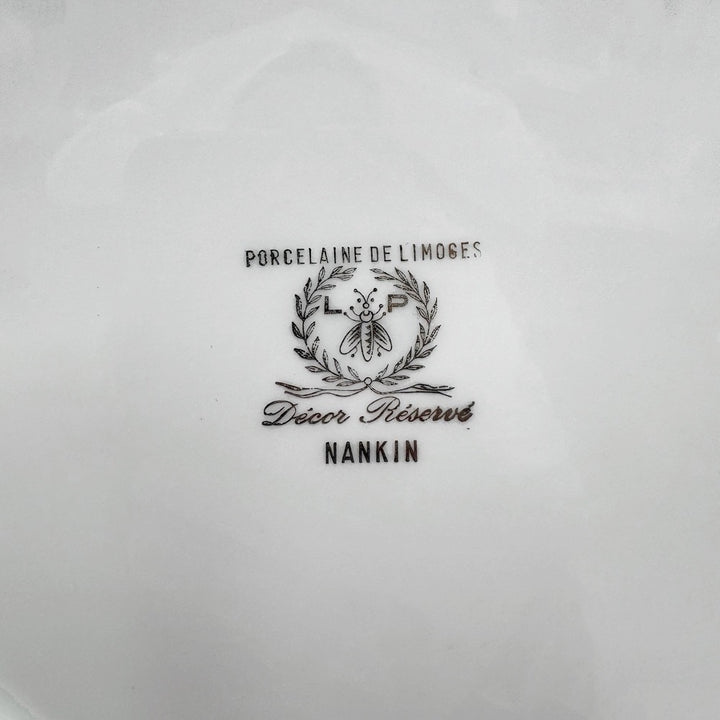 PORCELAINE DE LIMOGES
L P
Décor Réservé
NANKIN